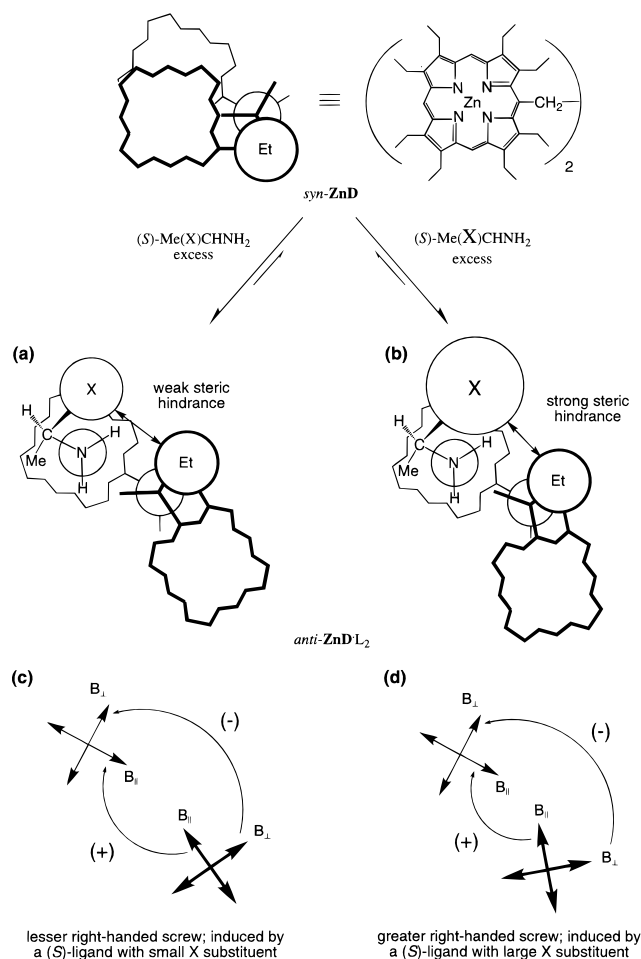 Et
≡
N N
Zn
N N
CH2
2
syn-ZnD
(S)-Me(X)CHNH2
excess
(S)-Me(X)CHNH2
excess
(a)
X
weak steric
hindrance
H
C
H
N
Me
H
Et
(b)
X
strong steric
hindrance
H
C
H
N
Me
H
Et
anti-ZnD·L2
(c)
B⊥
(-)
B||
B||
B⊥
(+)
lesser right-handed screw; induced by
a (S)-ligand with small X substituent
(d)
B⊥
(-)
B||
B||
(+)
B⊥
greater right-handed screw; induced by
a (S)-ligand with large X substituent